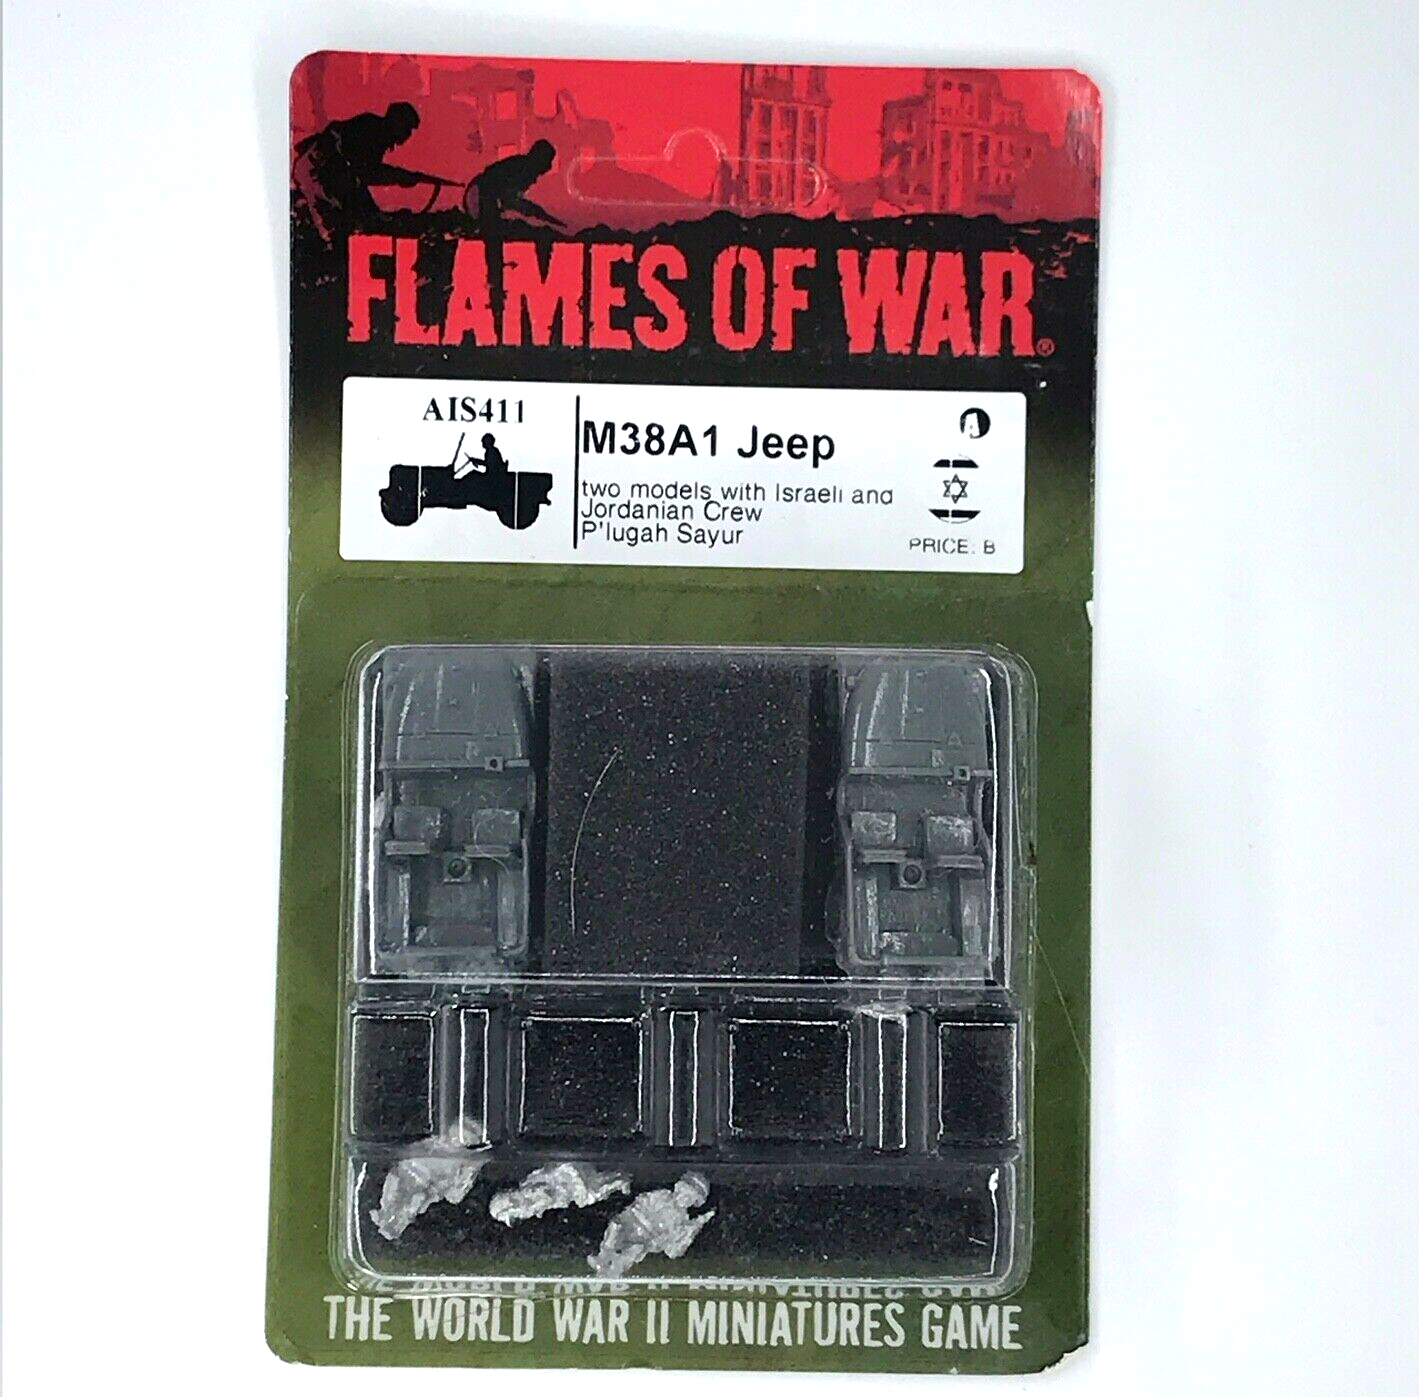 FLAMES OF WAR®
AIS411
M38A1 Jeep
A
two models with Israeli and
Jordanian Crew
P'lugah Sayur
PRICE: B
THE WORLD WAR II MINIATURES GAME